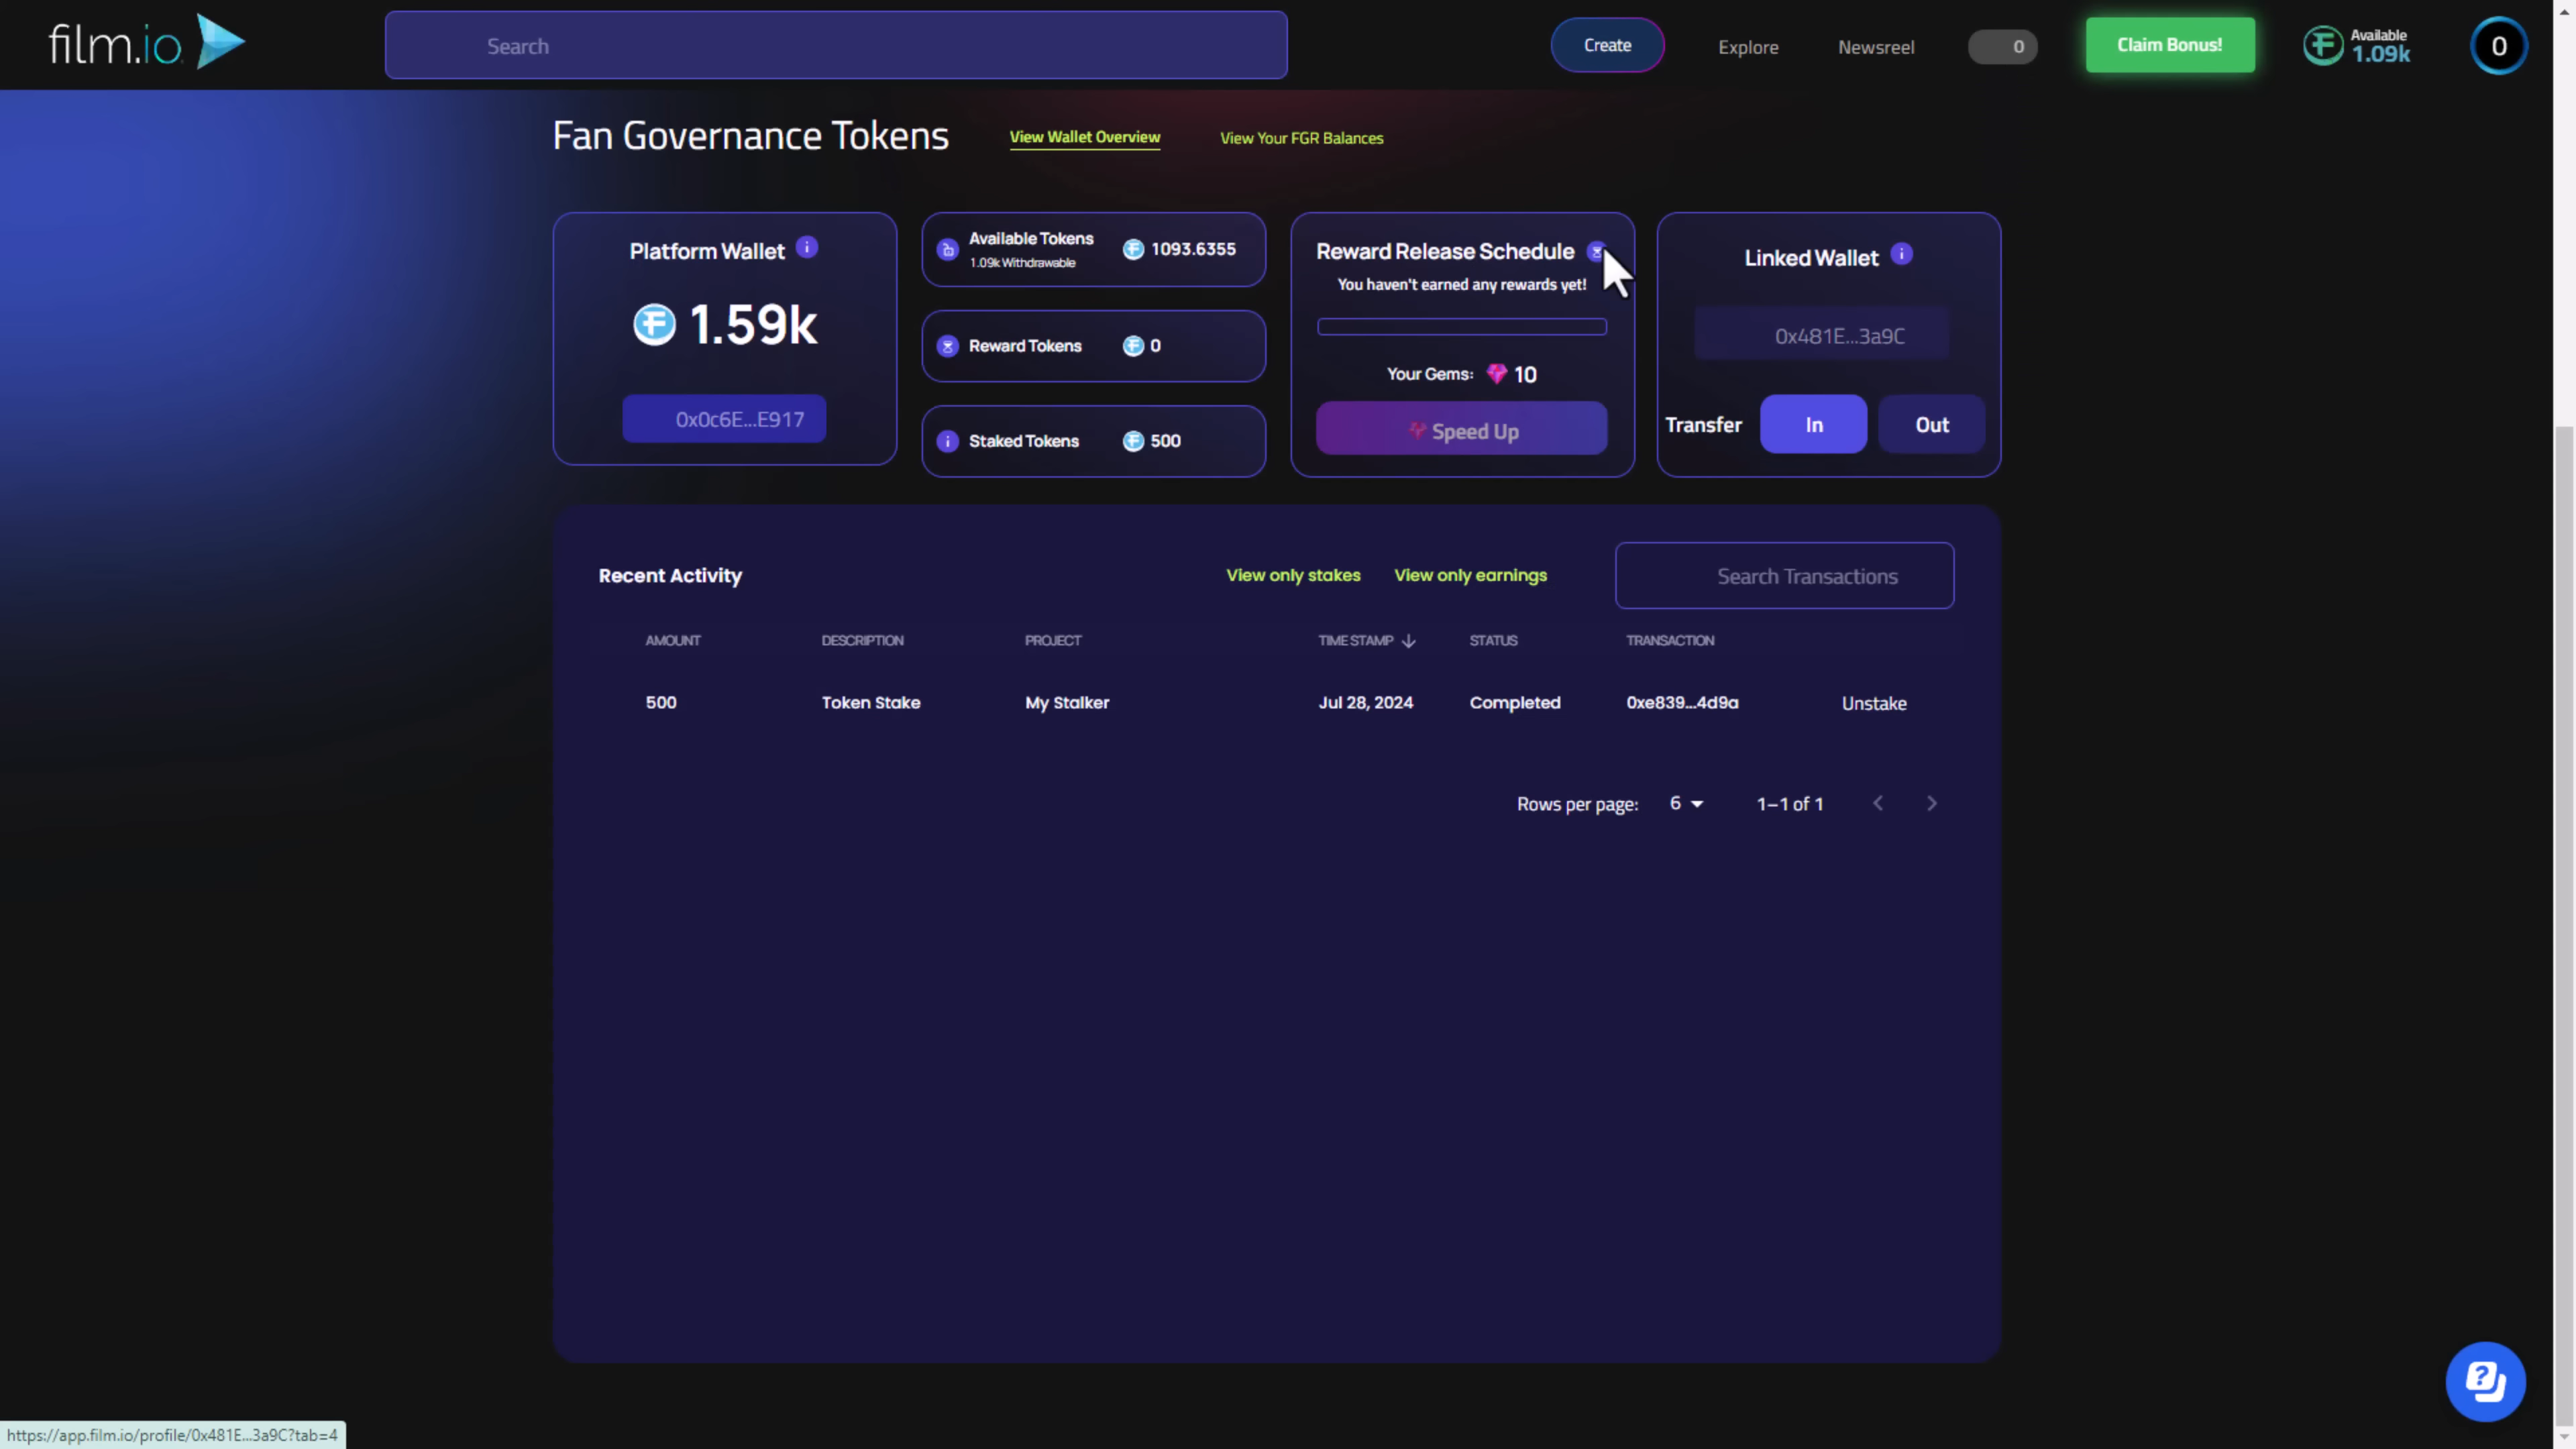 film.io
Search
Create
Explore
Newsreel
0
Claim Bonus!
Available
1.09k
0
Fan Governance Tokens
View Wallet Overview
View Your FGR Balances
Platform Wallet
1.59k
0x0c6E...E917
Available Tokens
1.09k Withdrawable
1093.6355
Reward Tokens
0
Staked Tokens
500
Reward Release Schedule
You haven't earned any rewards yet!
Your Gems: 10
Speed Up
Linked Wallet
0x481E...3a9C
Transfer
In
Out
Recent Activity
View only stakes
View only earnings
Search Transactions
AMOUNT DESCRIPTION PROJECT TIME STAMP STATUS TRANSACTION
500 Token Stake My Stalker Jul 28, 2024 Completed 0xe839...4d9a Unstake
Rows per page: 6 1–1 of 1
https://app.film.io/profile/0x481E...3a9C?tab=4